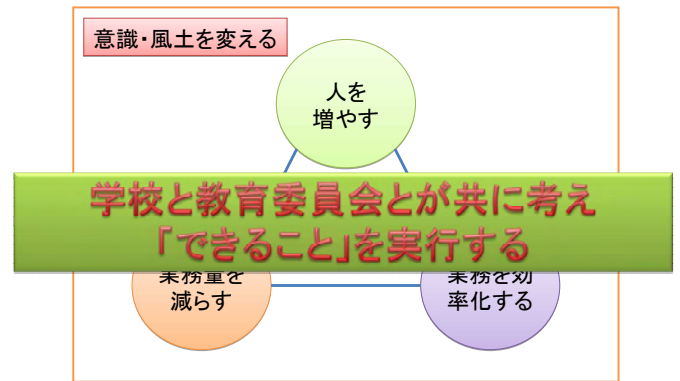 意識・風土を変える
人を
増やす
学校と教育委員会とが共に考え
「できること」を実行する
業務量を
減らす
業務を効
率化する